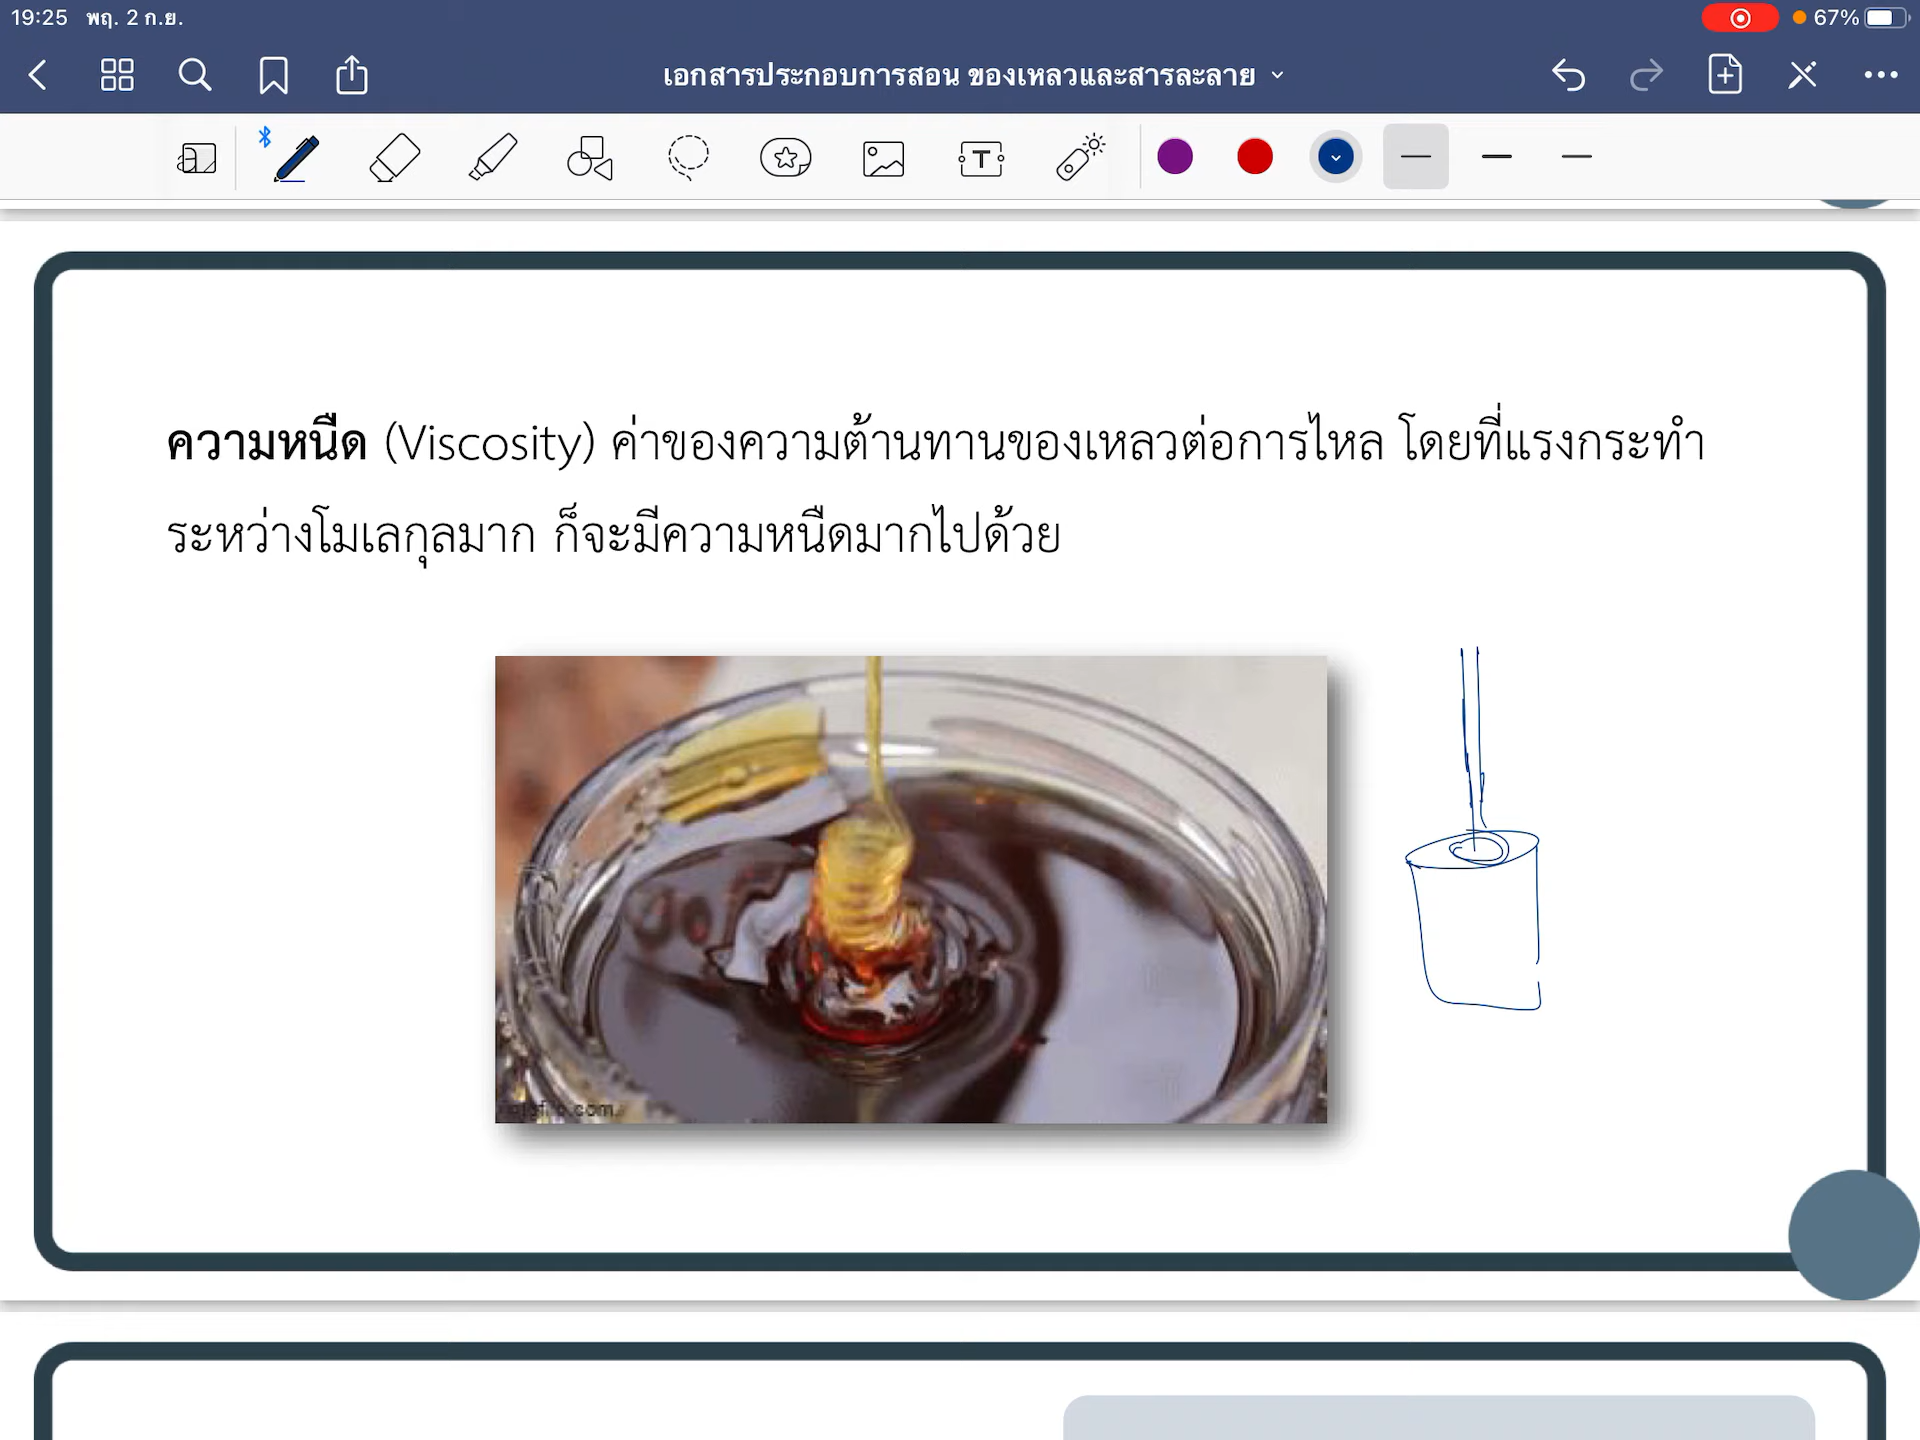 19:25 พฤ. 2 ก.ย.
67%
เอกสารประกอบการสอน ของเหลวและสารละลาย
ความหนืด (Viscosity) ค่าของความต้านทานของเหลวต่อการไหล โดยที่แรงกระทำ
ระหว่างโมเลกุลมาก ก็จะมีความหนืดมากไปด้วย